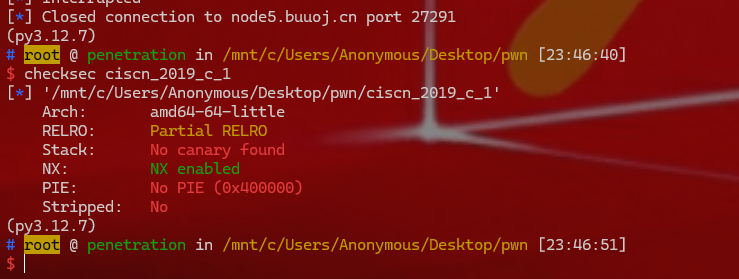 [*] Interrupted
[*] Closed connection to node5.buuoj.cn port 27291
(py3.12.7)
# root @ penetration in /mnt/c/Users/Anonymous/Desktop/pwn [23:46:40]
$ checksec ciscn_2019_c_1
[*] '/mnt/c/Users/Anonymous/Desktop/pwn/ciscn_2019_c_1'
    Arch:       amd64-64-little
    RELRO:      Partial RELRO
    Stack:      No canary found
    NX:         NX enabled
    PIE:        No PIE (0x400000)
    Stripped:   No
(py3.12.7)
# root @ penetration in /mnt/c/Users/Anonymous/Desktop/pwn [23:46:51]
$